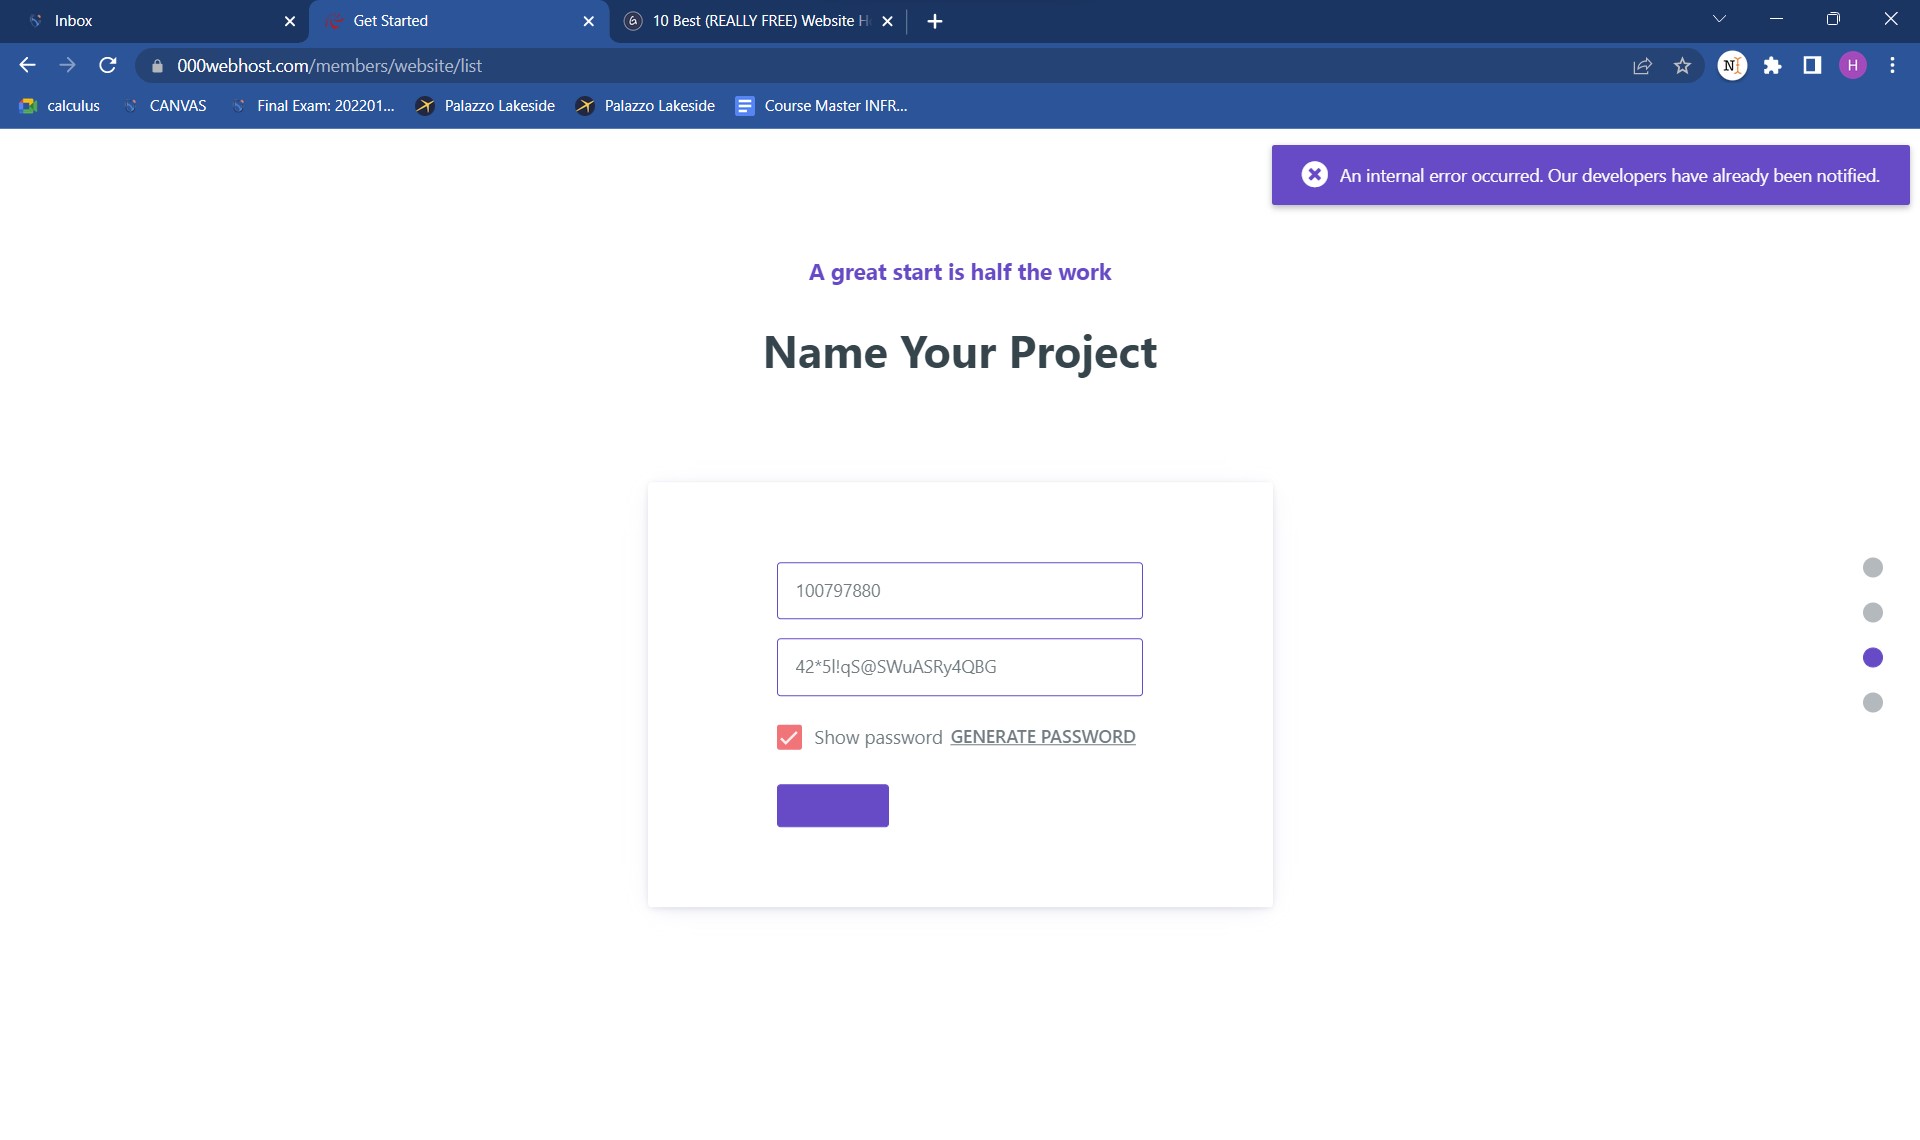 Inbox
Get Started
10 Best (REALLY FREE) Website H
000webhost.com/members/website/list
N
H
calculus
CANVAS
Final Exam: 202201...
Palazzo Lakeside
Palazzo Lakeside
Course Master INFR...
An internal error occurred. Our developers have already been notified.
A great start is half the work
Name Your Project
100797880
42*5l!qS@SWuASRy4QBG
Show password GENERATE PASSWORD